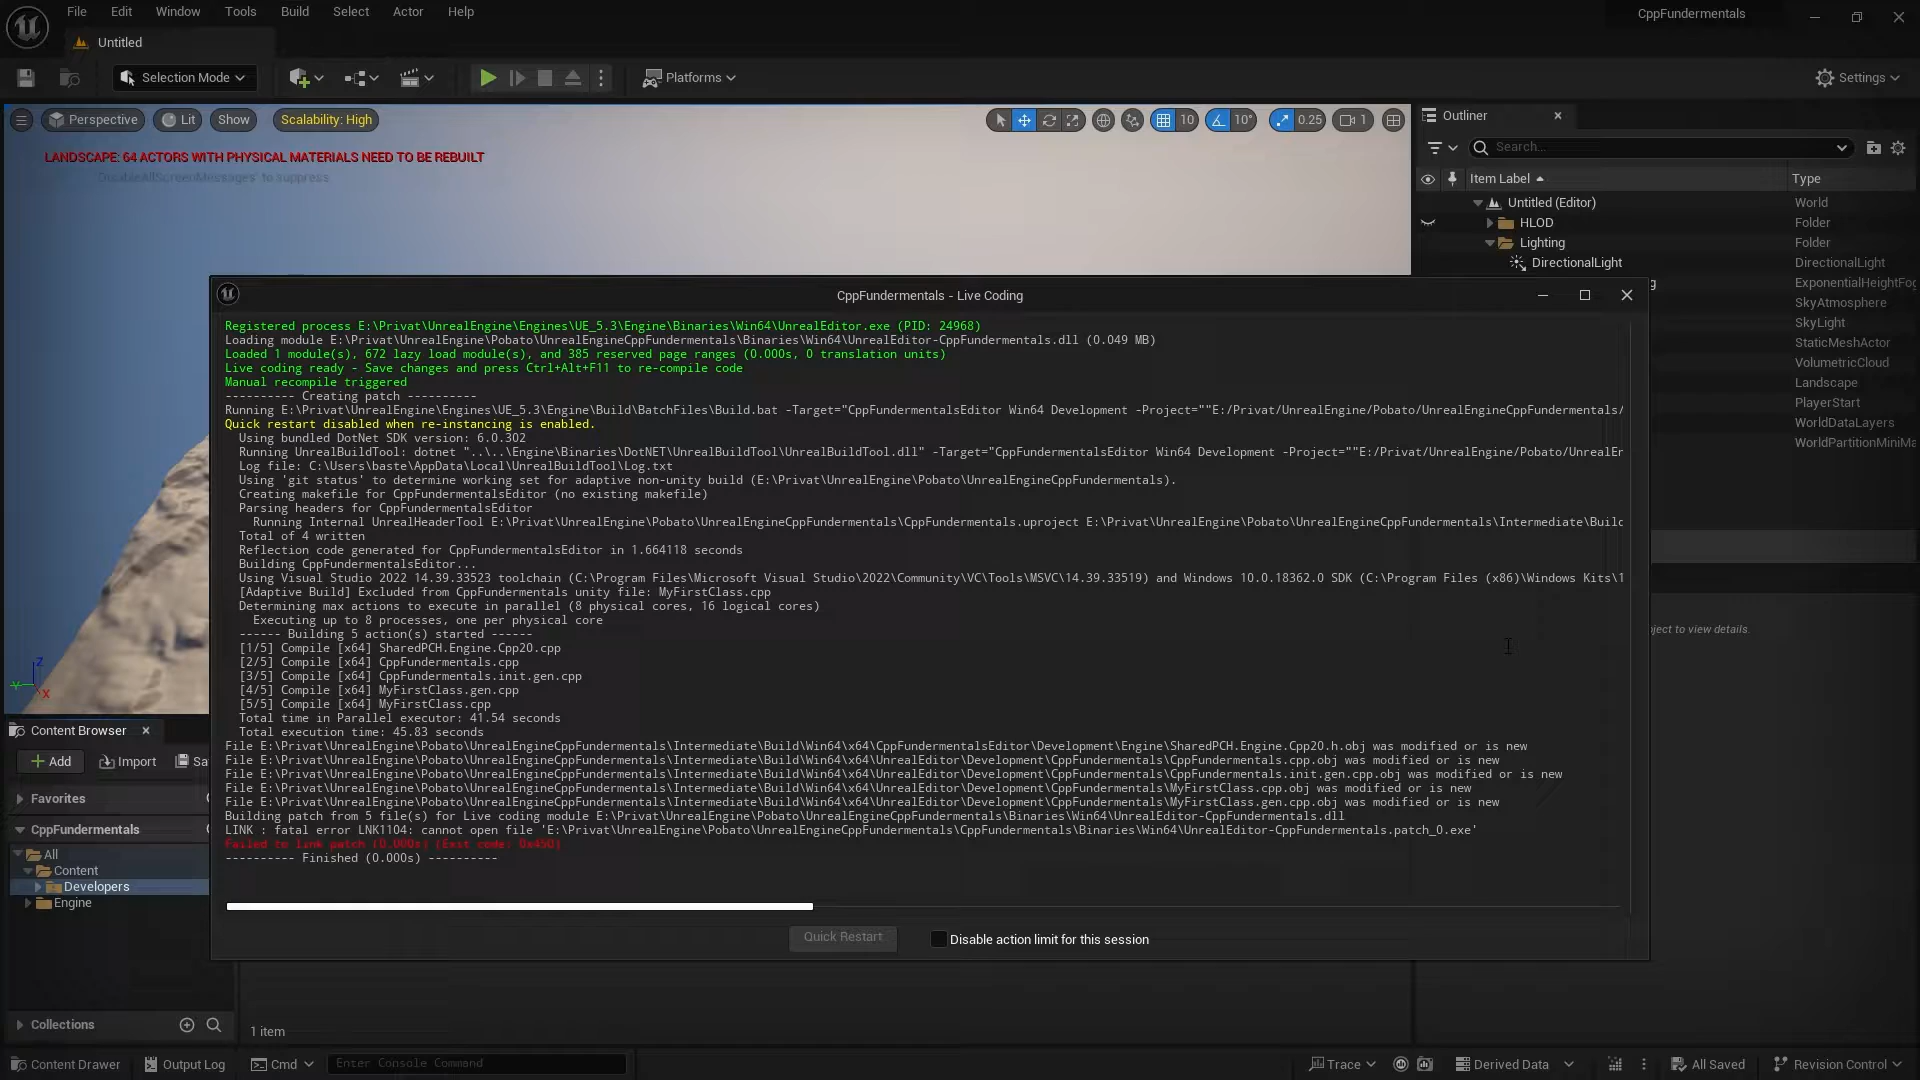 File Edit Window Tools Build Select Actor Help
CppFundermentals
Untitled
Selection Mode
Platforms
Settings
Perspective Lit Show Scalability: High
10 10° 0.25 1
LANDSCAPE: 64 ACTORS WITH PHYSICAL MATERIALS NEED TO BE REBUILT
'DisableAllScreenMessages' to suppress
Outliner
Search...
Item Label Type
Untitled (Editor) World
HLOD Folder
Lighting Folder
DirectionalLight DirectionalLight
g ExponentialHeightFog
SkyAtmosphere
SkyLight
StaticMeshActor
VolumetricCloud
Landscape
PlayerStart
WorldDataLayers
WorldPartitionMiniMa
ject to view details.
CppFundermentals - Live Coding
Registered process E:\Privat\UnrealEngine\Engines\UE_5.3\Engine\Binaries\Win64\UnrealEditor.exe (PID: 24968)
Loading module E:\Privat\UnrealEngine\Pobato\UnrealEngineCppFundermentals\Binaries\Win64\UnrealEditor-CppFundermentals.dll (0.049 MB)
Loaded 1 module(s), 672 lazy load module(s), and 385 reserved page ranges (0.000s, 0 translation units)
Live coding ready - Save changes and press Ctrl+Alt+F11 to re-compile code
Manual recompile triggered
---------- Creating patch ----------
Running E:\Privat\UnrealEngine\Engines\UE_5.3\Engine\Build\BatchFiles\Build.bat -Target="CppFundermentalsEditor Win64 Development -Project=""E:/Privat/UnrealEngine/Pobato/UnrealEngineCppFundermentals/
Quick restart disabled when re-instancing is enabled.
Using bundled DotNet SDK version: 6.0.302
Running UnrealBuildTool: dotnet "..\..\Engine\Binaries\DotNET\UnrealBuildTool\UnrealBuildTool.dll" -Target="CppFundermentalsEditor Win64 Development -Project=""E:/Privat/UnrealEngine/Pobato/UnrealEn
Log file: C:\Users\baste\AppData\Local\UnrealBuildTool\Log.txt
Using 'git status' to determine working set for adaptive non-unity build (E:\Privat\UnrealEngine\Pobato\UnrealEngineCppFundermentals).
Creating makefile for CppFundermentalsEditor (no existing makefile)
Parsing headers for CppFundermentalsEditor
Running Internal UnrealHeaderTool E:\Privat\UnrealEngine\Pobato\UnrealEngineCppFundermentals\CppFundermentals.uproject E:\Privat\UnrealEngine\Pobato\UnrealEngineCppFundermentals\Intermediate\Build
Total of 4 written
Reflection code generated for CppFundermentalsEditor in 1.664118 seconds
Building CppFundermentalsEditor...
Using Visual Studio 2022 14.39.33523 toolchain (C:\Program Files\Microsoft Visual Studio\2022\Community\VC\Tools\MSVC\14.39.33519) and Windows 10.0.18362.0 SDK (C:\Program Files (x86)\Windows Kits\1
[Adaptive Build] Excluded from CppFundermentals unity file: MyFirstClass.cpp
Determining max actions to execute in parallel (8 physical cores, 16 logical cores)
Executing up to 8 processes, one per physical core
------ Building 5 action(s) started ------
[1/5] Compile [x64] SharedPCH.Engine.Cpp20.cpp
[2/5] Compile [x64] CppFundermentals.cpp
[3/5] Compile [x64] CppFundermentals.init.gen.cpp
[4/5] Compile [x64] MyFirstClass.gen.cpp
[5/5] Compile [x64] MyFirstClass.cpp
Total time in Parallel executor: 41.54 seconds
Total execution time: 45.83 seconds
File E:\Privat\UnrealEngine\Pobato\UnrealEngineCppFundermentals\Intermediate\Build\Win64\x64\CppFundermentalsEditor\Development\Engine\SharedPCH.Engine.Cpp20.h.obj was modified or is new
File E:\Privat\UnrealEngine\Pobato\UnrealEngineCppFundermentals\Intermediate\Build\Win64\x64\UnrealEditor\Development\CppFundermentals\CppFundermentals.cpp.obj was modified or is new
File E:\Privat\UnrealEngine\Pobato\UnrealEngineCppFundermentals\Intermediate\Build\Win64\x64\UnrealEditor\Development\CppFundermentals\CppFundermentals.init.gen.cpp.obj was modified or is new
File E:\Privat\UnrealEngine\Pobato\UnrealEngineCppFundermentals\Intermediate\Build\Win64\x64\UnrealEditor\Development\CppFundermentals\MyFirstClass.cpp.obj was modified or is new
File E:\Privat\UnrealEngine\Pobato\UnrealEngineCppFundermentals\Intermediate\Build\Win64\x64\UnrealEditor\Development\CppFundermentals\MyFirstClass.gen.cpp.obj was modified or is new
Building patch from 5 file(s) for Live coding module E:\Privat\UnrealEngine\Pobato\UnrealEngineCppFundermentals\Binaries\Win64\UnrealEditor-CppFundermentals.dll
LINK : fatal error LNK1104: cannot open file 'E:\Privat\UnrealEngine\Pobato\UnrealEngineCppFundermentals\CppFundermentals\Binaries\Win64\UnrealEditor-CppFundermentals.patch_0.exe'
Failed to link patch (0.000s) (Exit code: 0x450)
---------- Finished (0.000s) ----------
Quick Restart
Disable action limit for this session
Content Browser
Add Import Sa
Favorites
CppFundermentals
All
Content
Developers
Engine
Collections
1 item
Content Drawer Output Log Cmd Enter Console Command
Trace Derived Data All Saved Revision Control